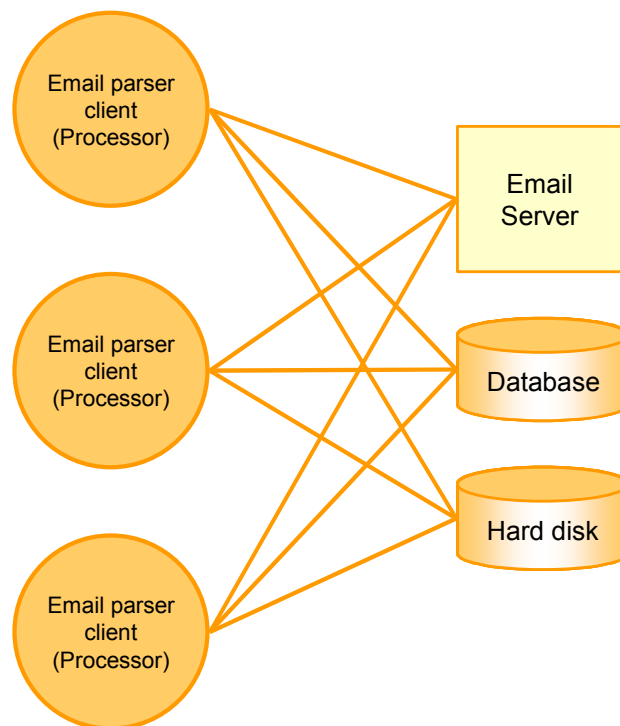 Email parser
client
(Processor)
Email
Server
Email parser
client
(Processor)
Database
Hard disk
Email parser
client
(Processor)